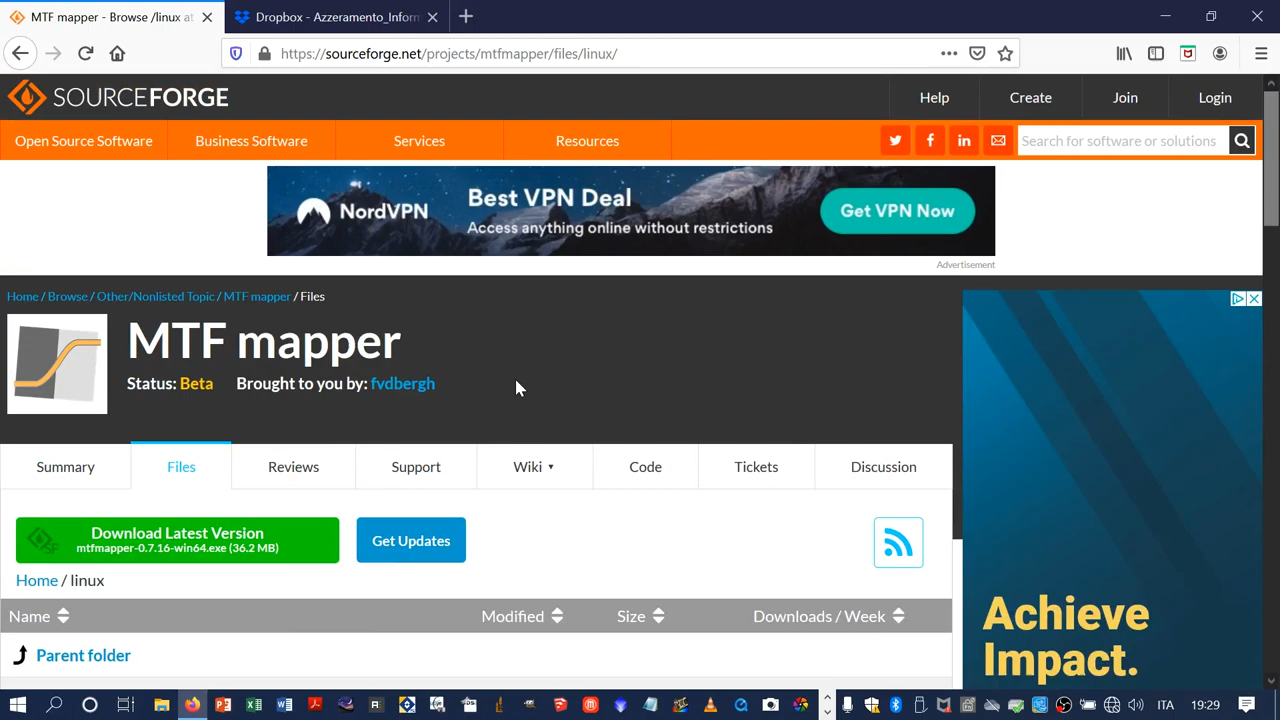 MTF mapper - Browse /linux at
Dropbox - Azzeramento_Inform
https://sourceforge.net/projects/mtfmapper/files/linux/
SOURCEFORGE
Help
Create
Join
Login
Open Source Software
Business Software
Services
Resources
Search for software or solutions
NordVPN
Best VPN Deal
Access anything online without restrictions
Get VPN Now
Advertisement
Home / Browse / Other/Nonlisted Topic / MTF mapper / Files
MTF mapper
Status: Beta
Brought to you by: fvdbergh
Summary
Files
Reviews
Support
Wiki
Code
Tickets
Discussion
Download Latest Version
mtfmapper-0.7.16-win64.exe (36.2 MB)
Get Updates
Home / linux
Name
Modified
Size
Downloads / Week
Parent folder
Achieve
Impact.
ITA
19:29